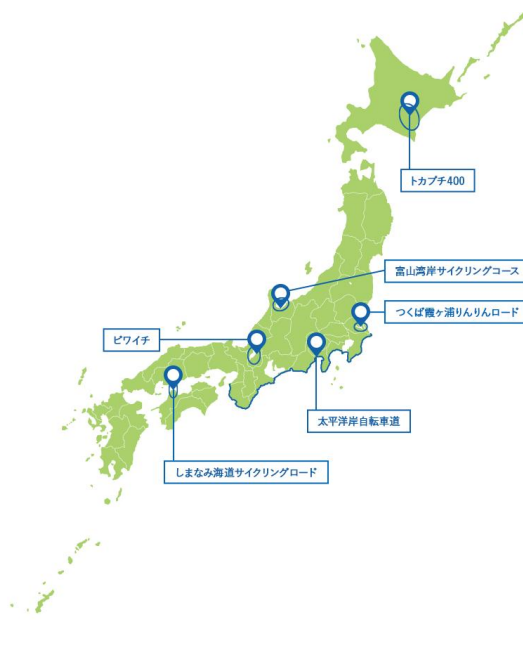 トカプチ400
富山湾岸サイクリングコース
つくば霞ヶ浦りんりんロード
ビワイチ
太平洋岸自転車道
しまなみ海道サイクリングロード